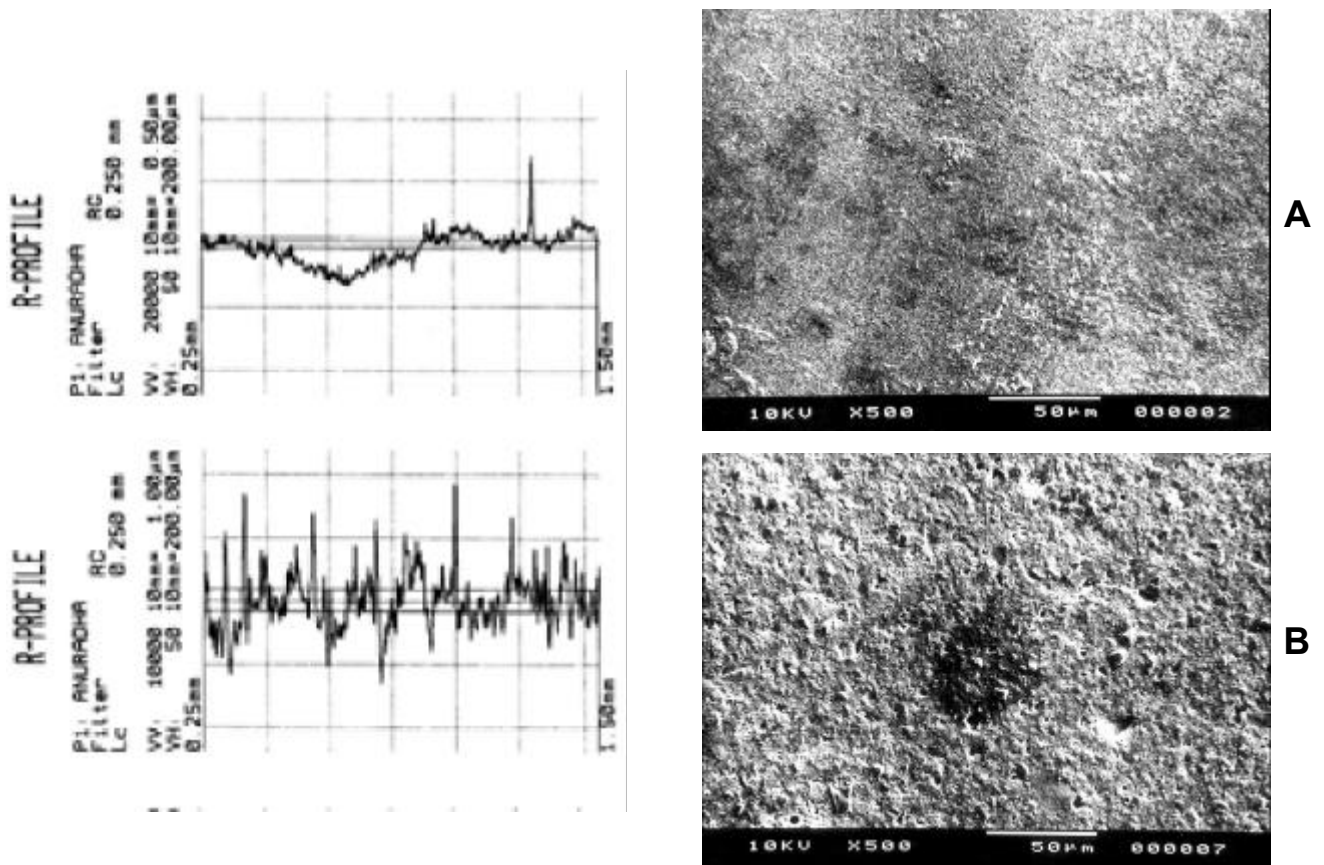 R-PROFILE
P1: ANURADHA
Filter RC
Lc 0.250 mm
VV: 20000 10mm= 0.50µm
VH: 50 10mm=200.00µm
0.25mm
1.50mm
A
10KV X500 50µm 000002
R-PROFILE
P1: ANURADHA
Filter RC
Lc 0.250 mm
VV: 10000 10mm= 1.00µm
VH: 50 10mm=200.00µm
0.25mm
1.50mm
B
10KV X500 50µm 000007